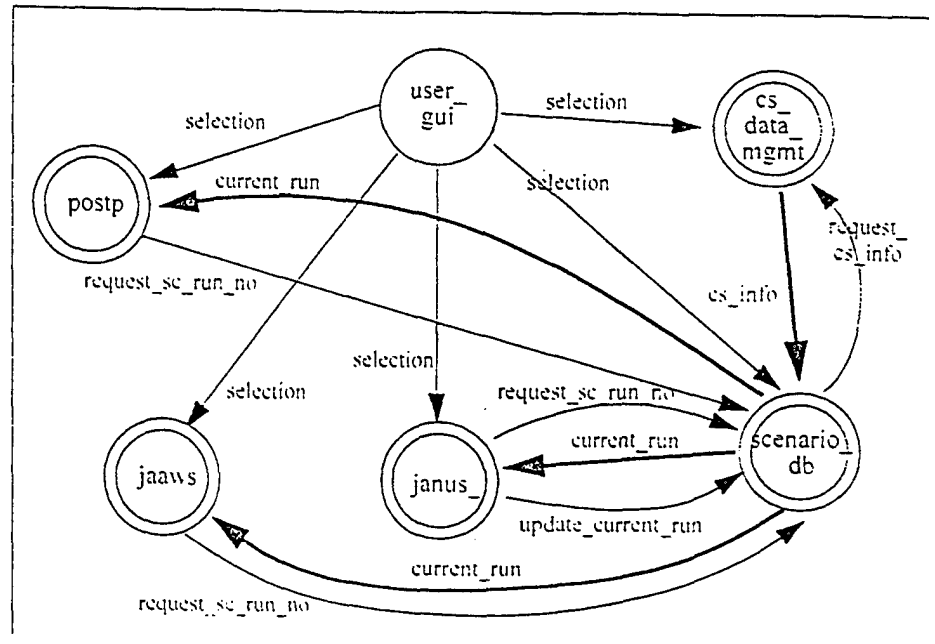 user_
gui
selection
selection
cs_
data_
mgmt
postp
current_run
selection
request_
cs_info
request_sc_run_no
cs_info
selection
selection
request_sc_run_no
current_run
scenario_
db
jaaws
janus_
update_current_run
current_run
request_sc_run_no